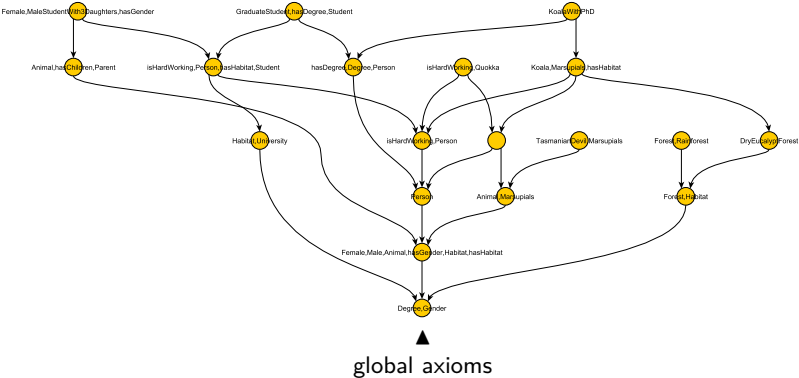 Female,MaleStudentWith3Daughters,hasGender
GraduateStudent,hasDegree,Student
KoalaWithPhD
Animal,hasChildren,Parent
isHardWorking,Person,hasHabitat,Student
hasDegree,Degree,Person
isHardWorking,Quokka
Koala,Marsupials,hasHabitat
Habitat,University
isHardWorking,Person
TasmanianDevil,Marsupials
Forest,Rainforest
DryEucalyptForest
Person
Animal,Marsupials
Forest,Habitat
Female,Male,Animal,hasGender,Habitat,hasHabitat
Degree,Gender
global axioms